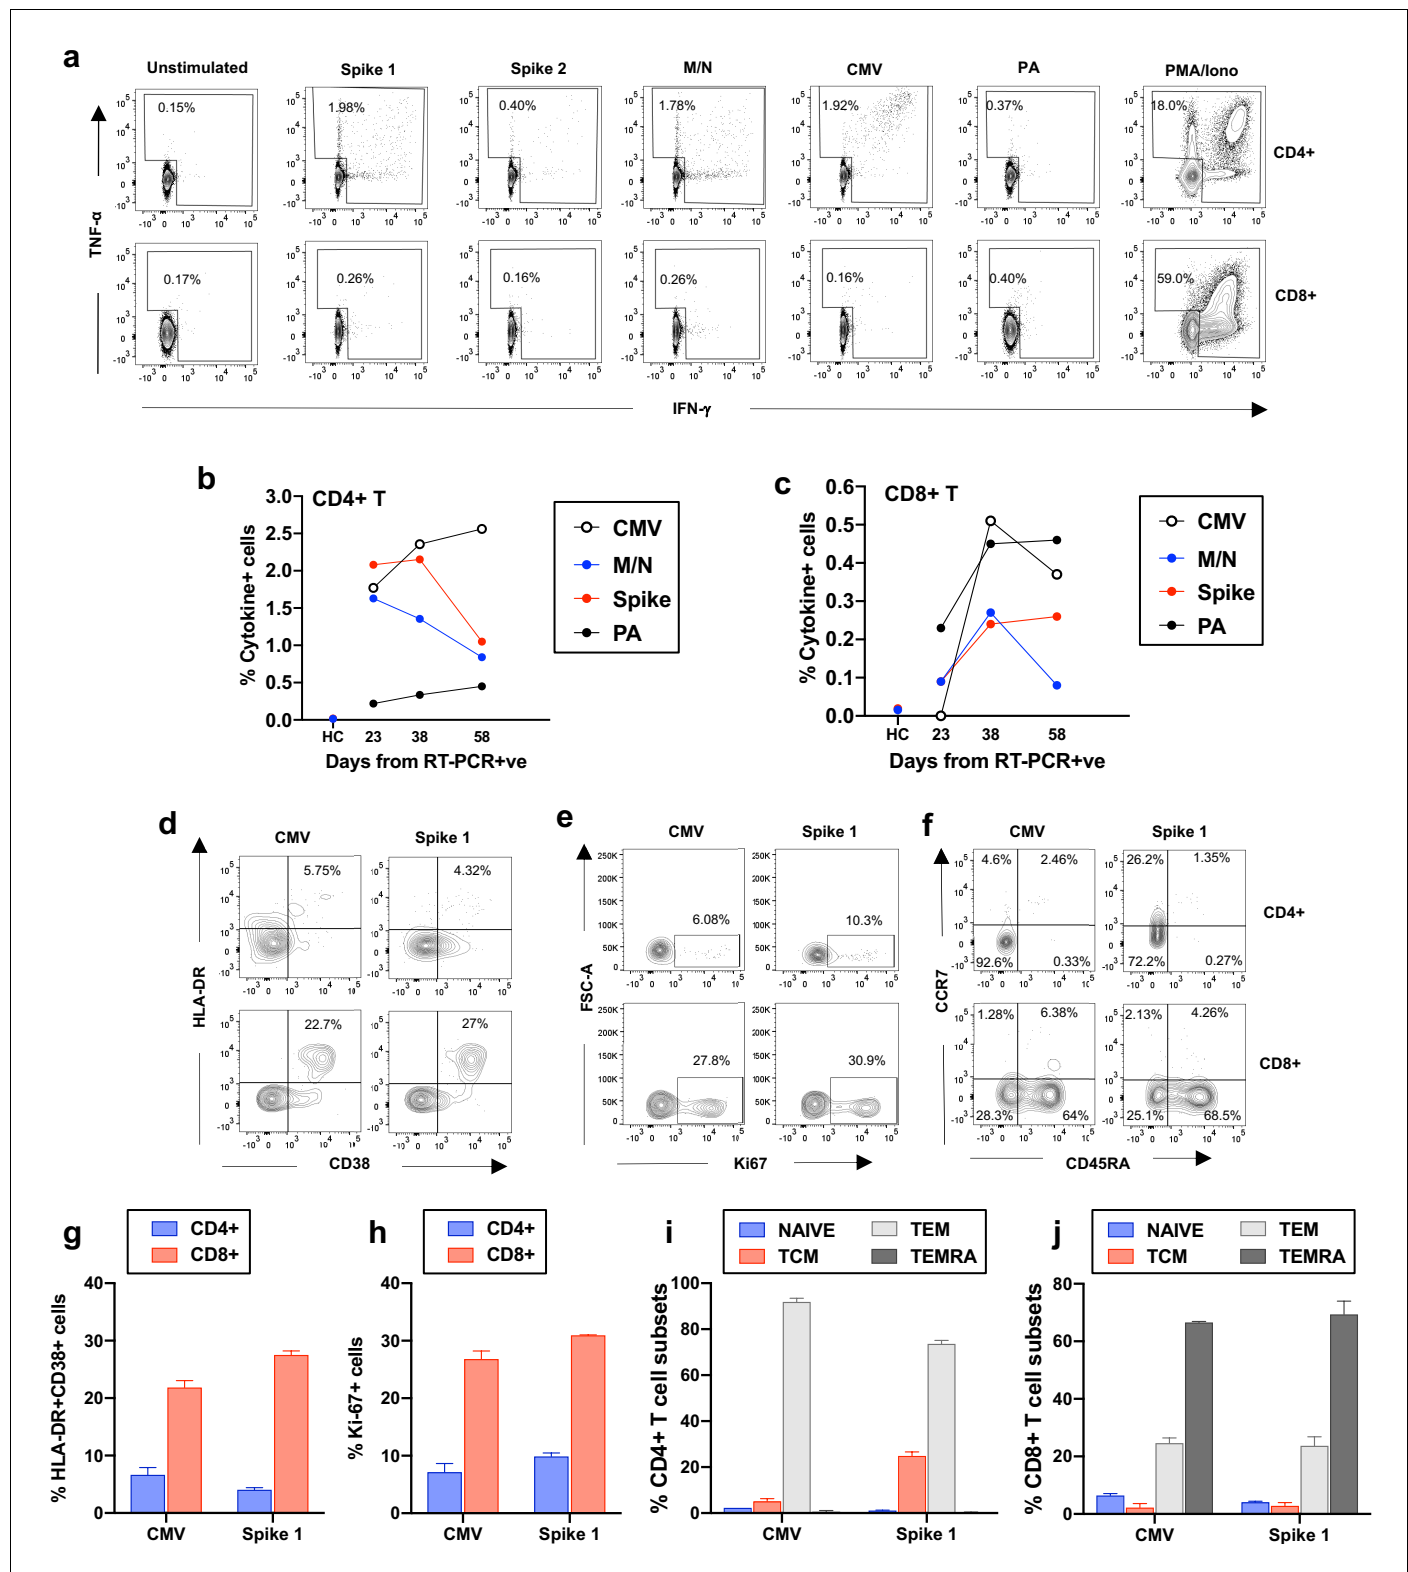 a
Unstimulated Spike 1 Spike 2 M/N CMV PA PMA/Iono
0.15% 1.98% 0.40% 1.78% 1.92% 0.37% 18.0%
CD4+
0.17% 0.26% 0.16% 0.26% 0.16% 0.40% 59.0%
CD8+
TNF-α
IFN-γ
b
CD4+ T
% Cytokine+ cells
3.0
2.5
2.0
1.5
1.0
0.5
0.0
HC 23 38 58
Days from RT-PCR+ve
CMV
M/N
Spike
PA
c
CD8+ T
% Cytokine+ cells
0.6
0.5
0.4
0.3
0.2
0.1
0.0
HC 23 38 58
Days from RT-PCR+ve
CMV
M/N
Spike
PA
d
CMV Spike 1
5.75% 4.32%
22.7% 27%
HLA-DR
CD38
e
CMV Spike 1
250K
200K
150K
100K
50K
0
6.08% 10.3%
27.8% 30.9%
FSC-A
Ki67
f
CMV Spike 1
4.6% 2.46% 26.2% 1.35%
CD4+
92.6% 0.33% 72.2% 0.27%
1.28% 6.38% 2.13% 4.26%
CD8+
28.3% 64% 25.1% 68.5%
CCR7
CD45RA
g
CD4+
CD8+
% HLA-DR+CD38+ cells
40
30
20
10
0
CMV Spike 1
h
CD4+
CD8+
% Ki-67+ cells
40
30
20
10
0
CMV Spike 1
i
NAIVE TEM
TCM TEMRA
% CD4+ T cell subsets
100
80
60
40
20
0
CMV Spike 1
j
NAIVE TEM
TCM TEMRA
% CD8+ T cell subsets
80
60
40
20
0
CMV Spike 1